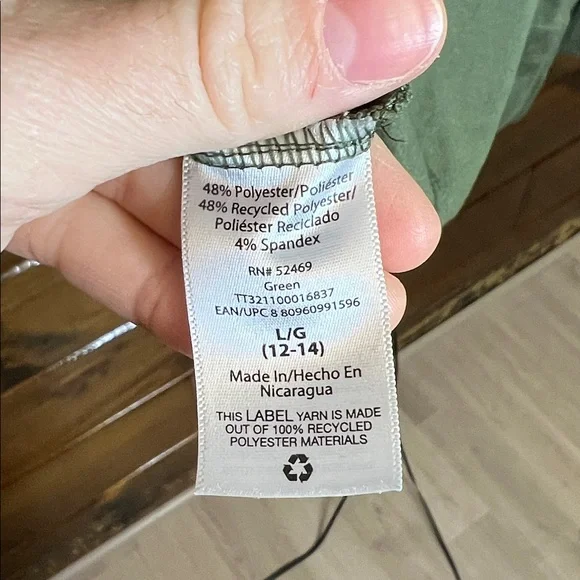 48% Polyester/Poliéster
48% Recycled Polyester/
Poliéster Reciclado
4% Spandex
RN# 52469
Green
TT321100016837
EAN/UPC 8 80960991596
L/G
(12-14)
Made In/Hecho En
Nicaragua
THIS LABEL YARN IS MADE
OUT OF 100% RECYCLED
POLYESTER MATERIALS